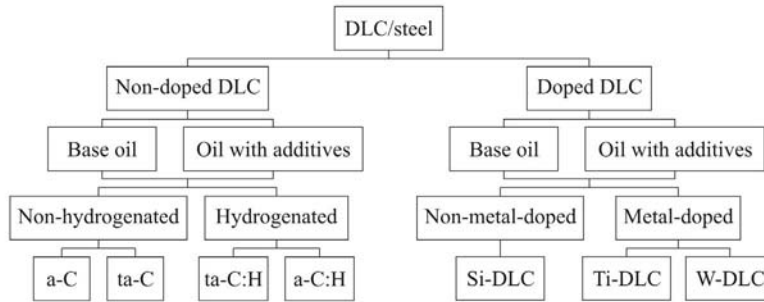 DLC/steel
Non-doped DLC
Doped DLC
Base oil
Oil with additives
Base oil
Oil with additives
Non-hydrogenated
Hydrogenated
Non-metal-doped
Metal-doped
a-C
ta-C
ta-C:H
a-C:H
Si-DLC
Ti-DLC
W-DLC